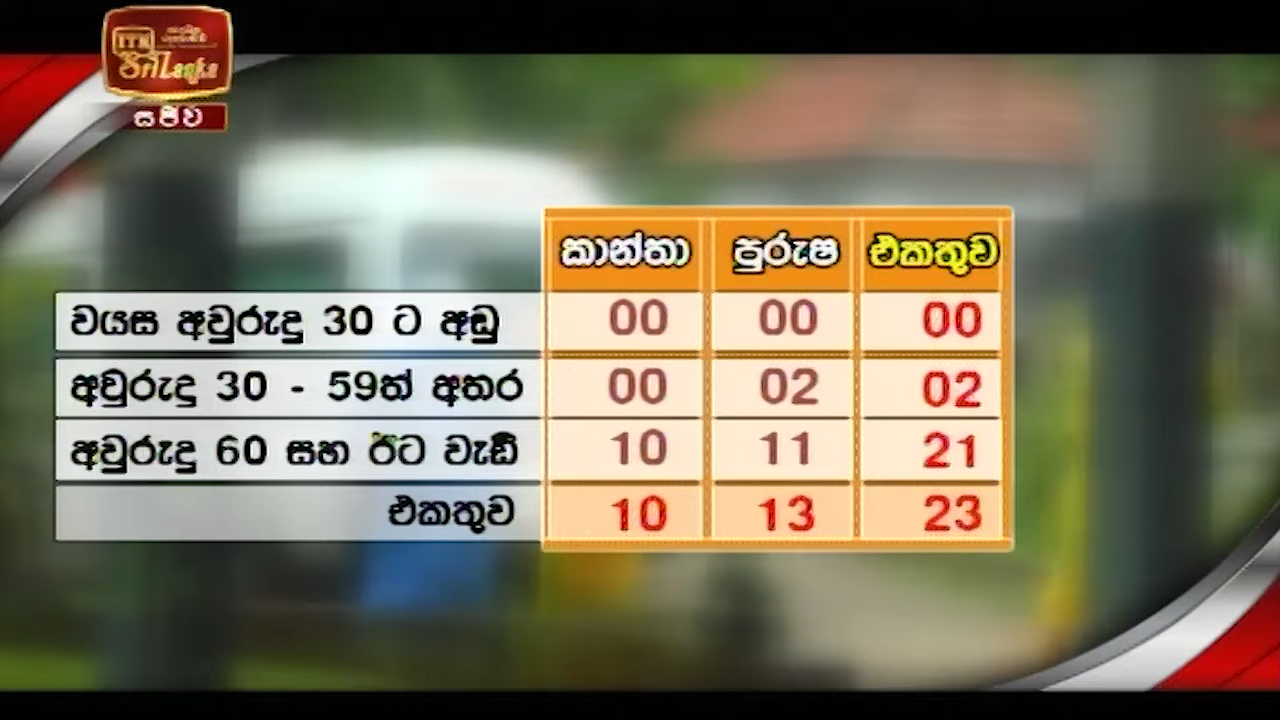 ITN
Sri Lanka
සජීව
කාන්තා පුරුෂ එකතුව
වයස අවුරුදු 30 ට අඩු 00 00 00
අවුරුදු 30 - 59ත් අතර 00 02 02
අවුරුදු 60 සහ ඊට වැඩි 10 11 21
එකතුව 10 13 23